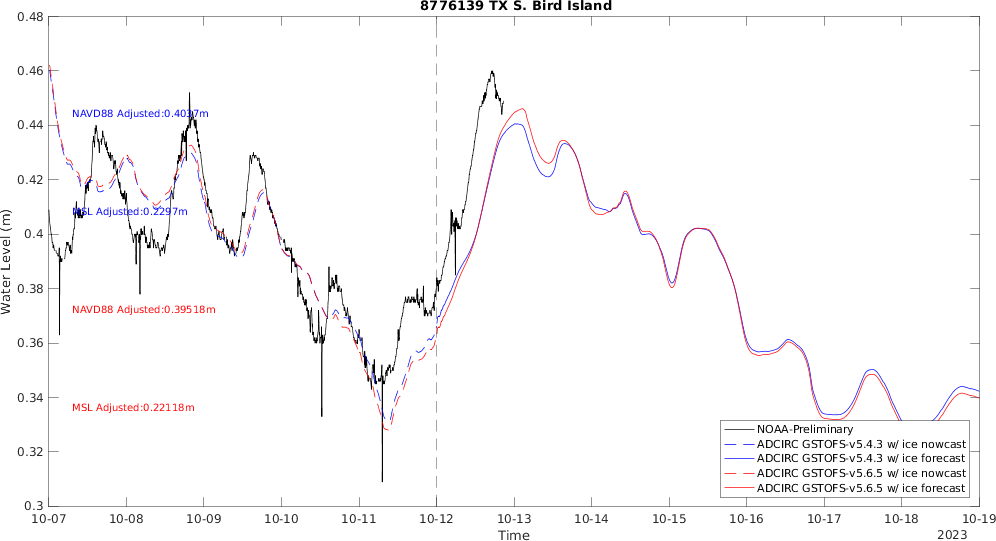 8776139 TX S. Bird Island
0.48
0.46
0.44
0.42
0.4
0.38
0.36
0.34
0.32
0.3
Water Level (m)
NAVD88 Adjusted:0.4037m
MSL Adjusted:0.2297m
NAVD88 Adjusted:0.39518m
MSL Adjusted:0.22118m
NOAA-Preliminary
ADCIRC GSTOFS-v5.4.3 w/ ice nowcast
ADCIRC GSTOFS-v5.4.3 w/ ice forecast
ADCIRC GSTOFS-v5.6.5 w/ ice nowcast
ADCIRC GSTOFS-v5.6.5 w/ ice forecast
10-07 10-08 10-09 10-10 10-11 10-12 10-13 10-14 10-15 10-16 10-17 10-18 10-19
Time
2023